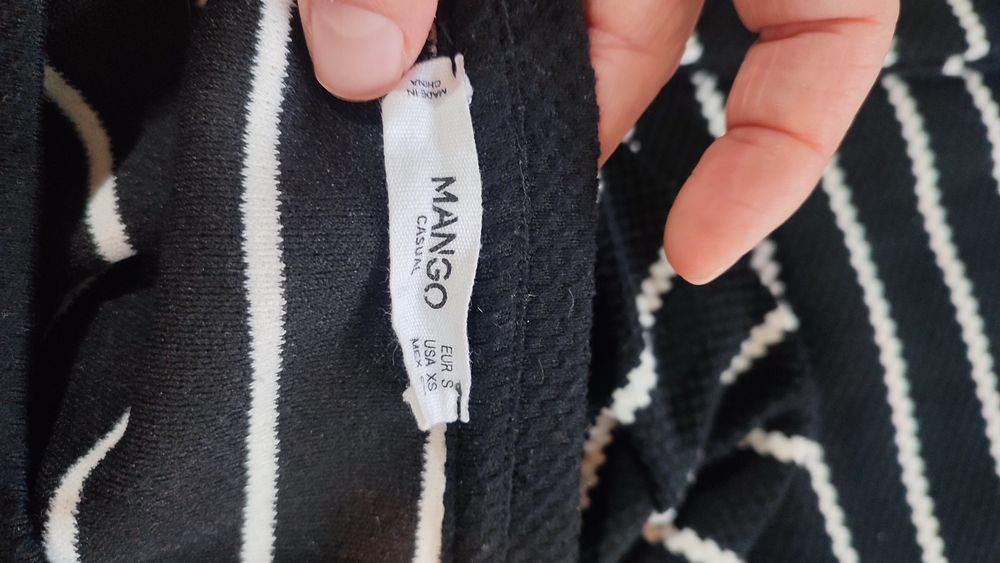 MADE IN
CHINA
MANGO
CASUAL
EUR S
USA XS
MEX